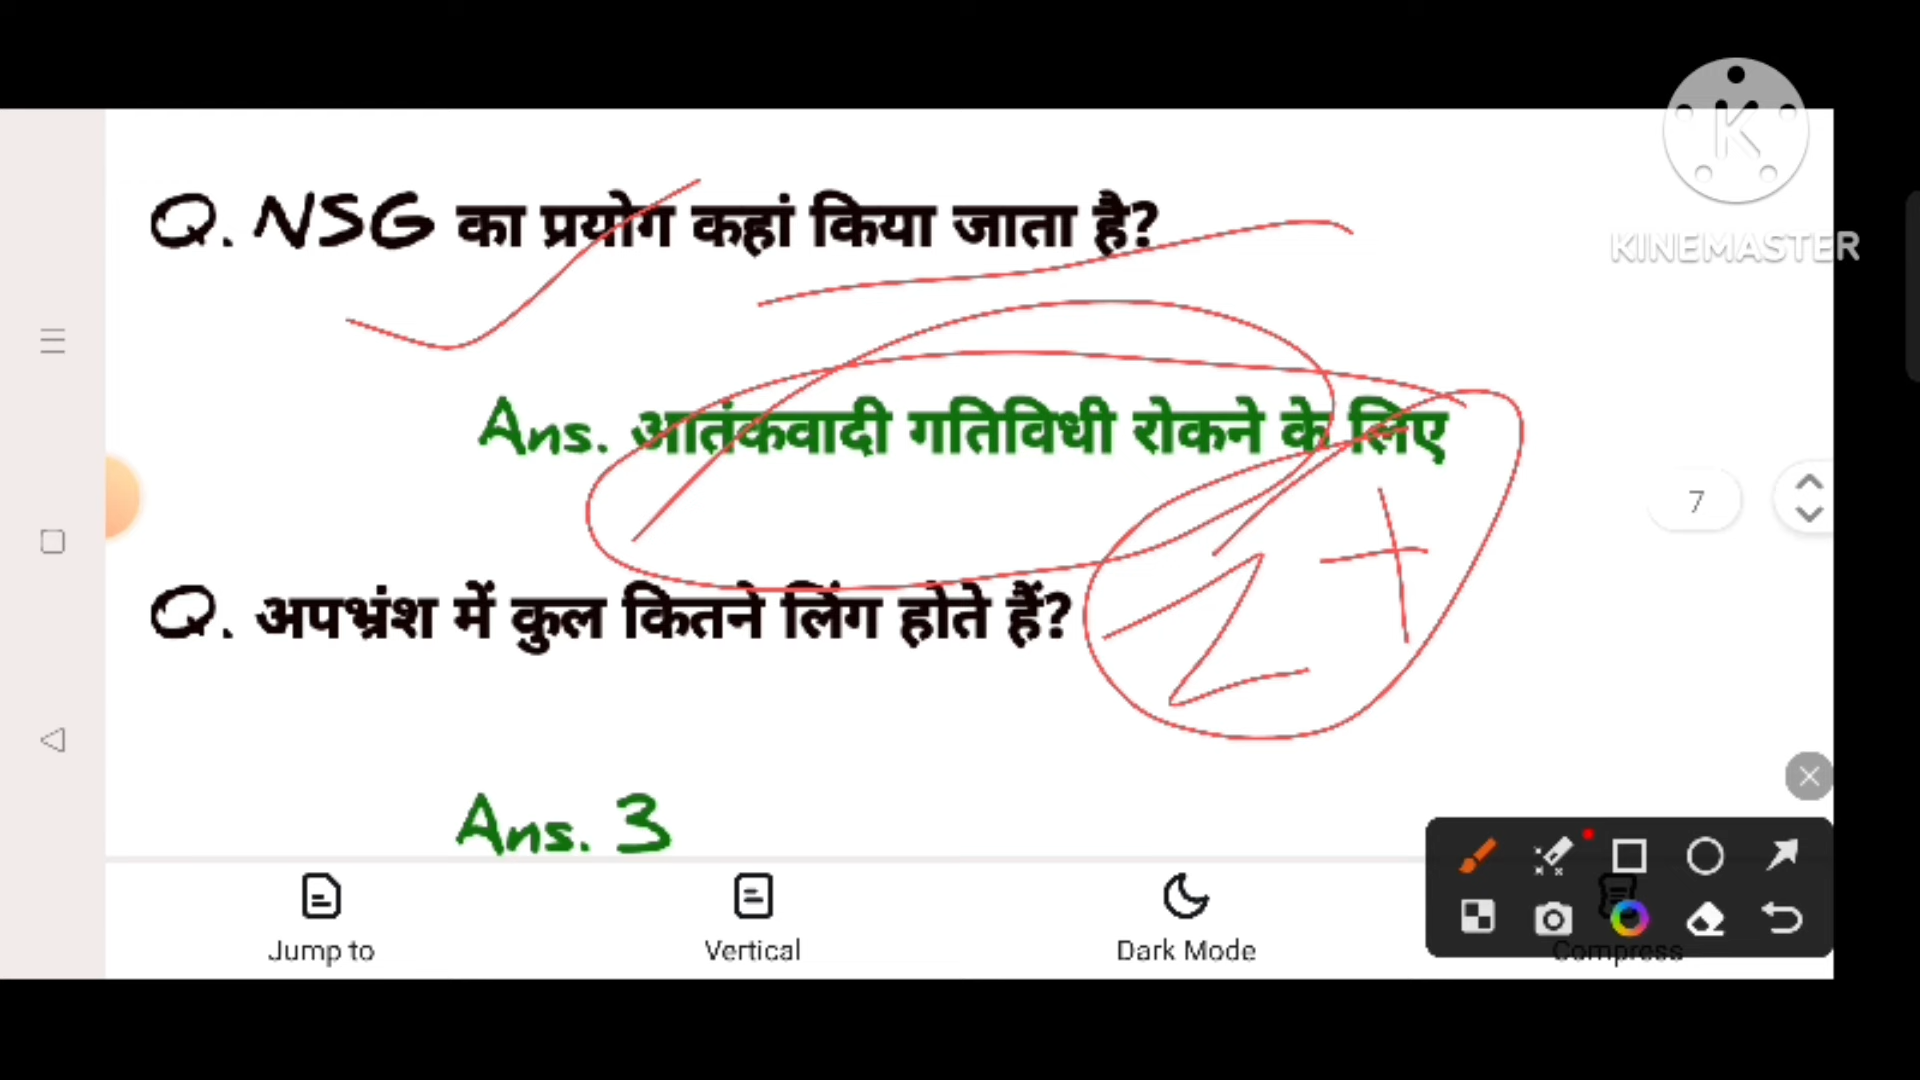 Q. NSG का प्रयोग कहां किया जाता है?
KINEMASTER
Ans. आतंकवादी गतिविधी रोकने के लिए
7
Z+
Q. अपभ्रंश में कुल कितने लिंग होते हैं?
Ans. 3
Jump to
Vertical
Dark Mode
Compress